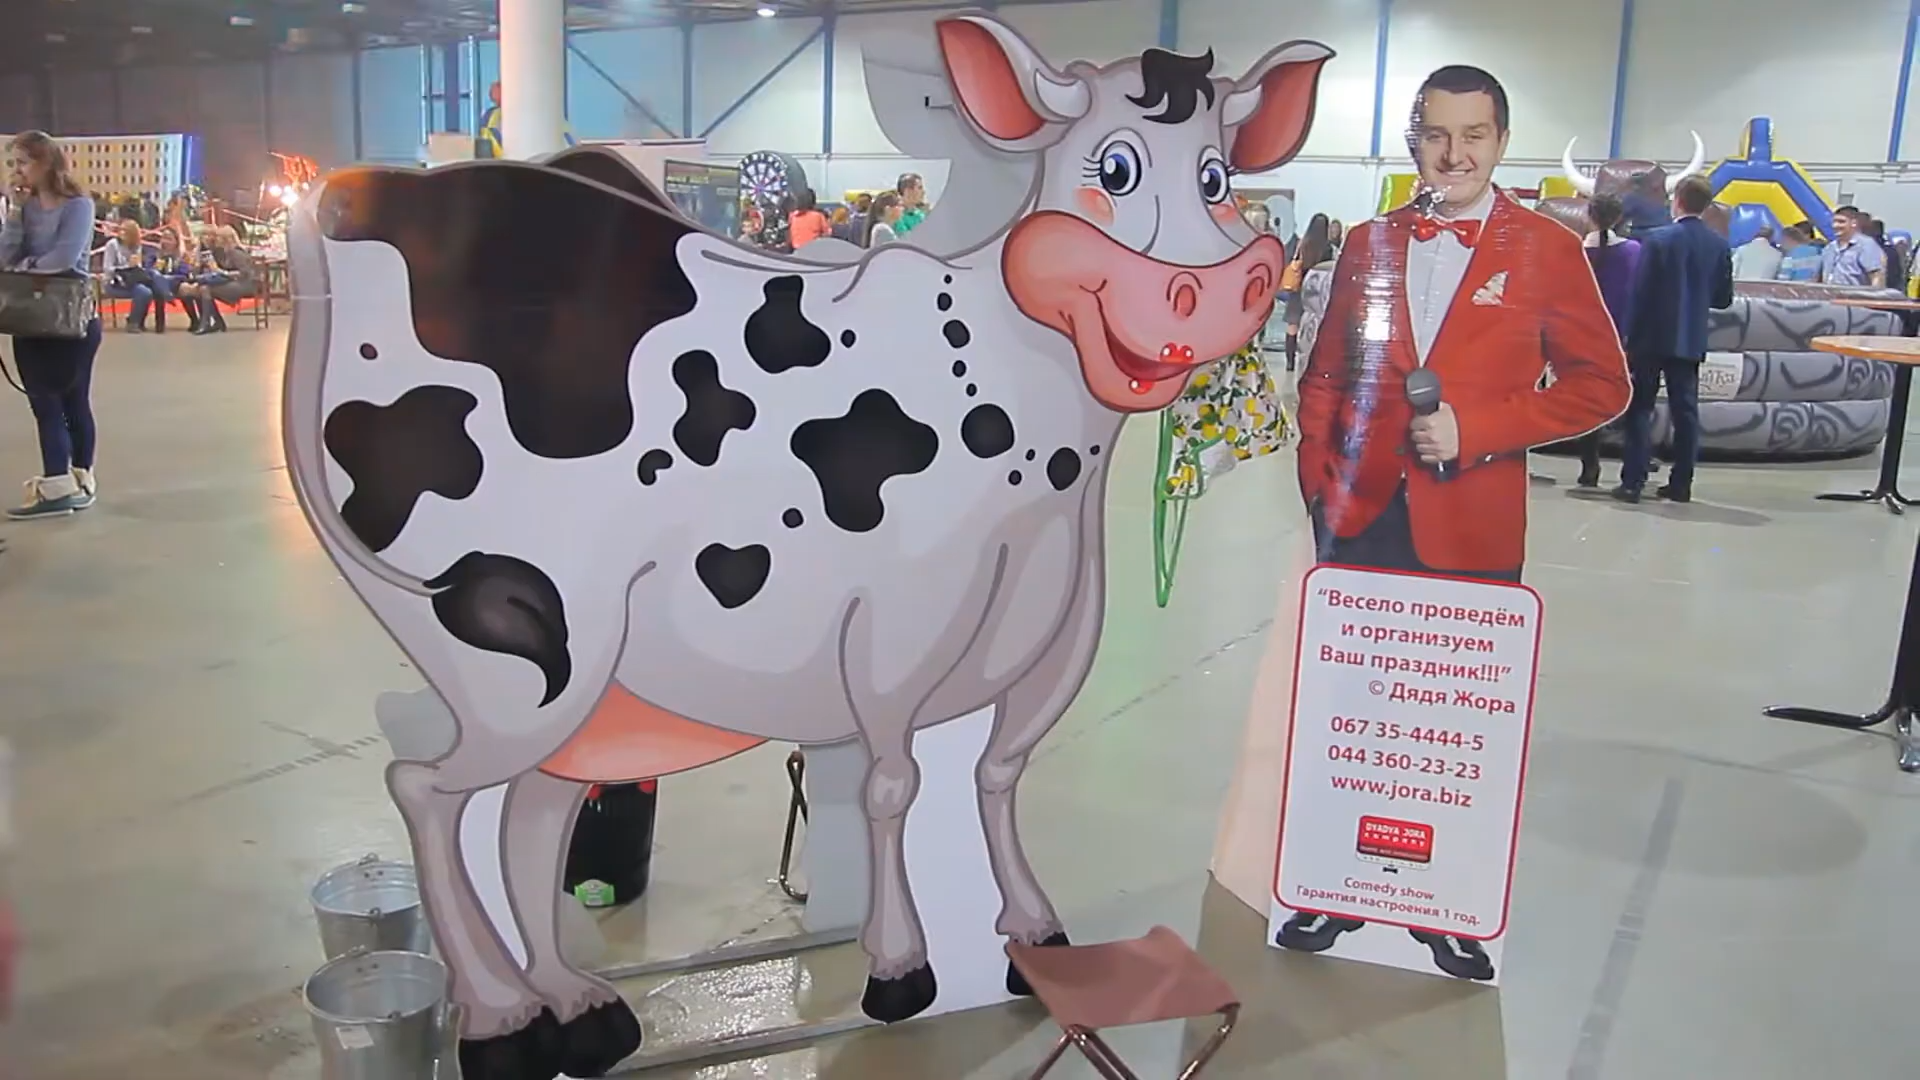 “Весело проведём
и организуем
Ваш праздник!!!”
© Дядя Жора
067 35-4444-5
044 360-23-23
www.jora.biz
DYADYA JORA
company
Comedy show
Гарантия настроения 1 год.